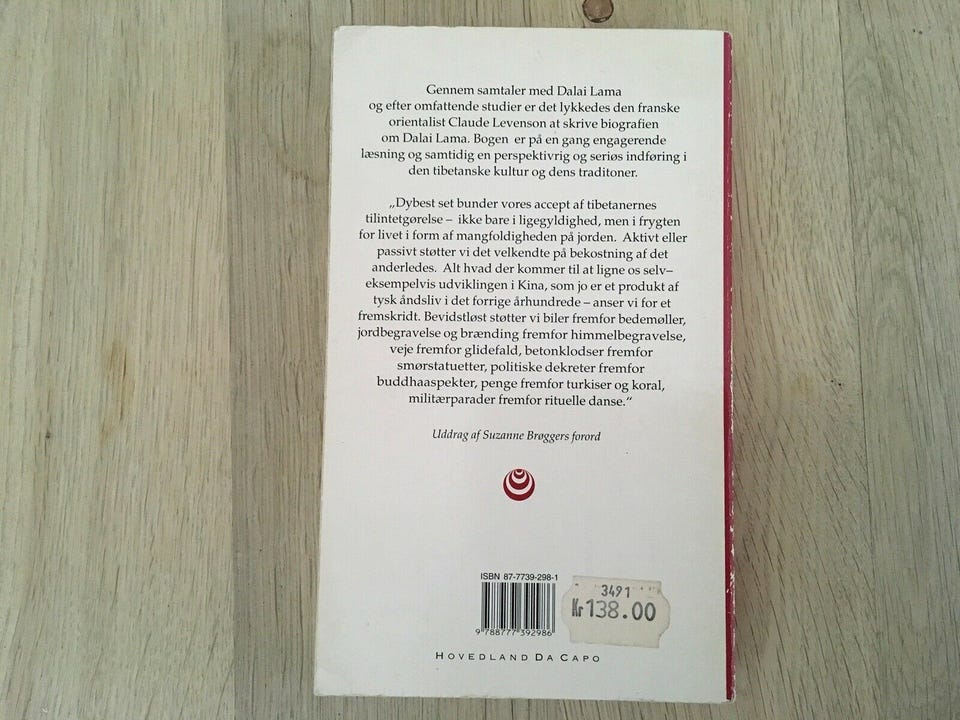 Gennem samtaler med Dalai Lama
og efter omfattende studier er det lykkedes den franske
orientalist Claude Levenson at skrive biografien
om Dalai Lama. Bogen er på en gang engagerende
læsning og samtidig en perspektivrig og seriøs indføring i
den tibetanske kultur og dens traditoner.
„Dybest set bunder vores accept af tibetanernes
tilintetgørelse – ikke bare i ligegyldighed, men i frygten
for livet i form af mangfoldigheden på jorden. Aktivt eller
passivt støtter vi det velkendte på bekostning af det
anderledes. Alt hvad der kommer til at ligne os selv–
eksempelvis udviklingen i Kina, som jo er et produkt af
tysk åndsliv i det forrige århundrede – anser vi for et
fremskridt. Bevidstløst støtter vi biler fremfor bedemøller,
jordbegravelse og brænding fremfor himmelbegravelse,
veje fremfor glidefald, betonklodser fremfor
smørstatuetter, politiske dekreter fremfor
buddhaaspekter, penge fremfor turkiser og koral,
militærparader fremfor rituelle danse.“
Uddrag af Suzanne Brøggers forord
ISBN 87-7739-298-1
9 788777 392986
3491
Kr 138.00
HOVEDLAND DA CAPO